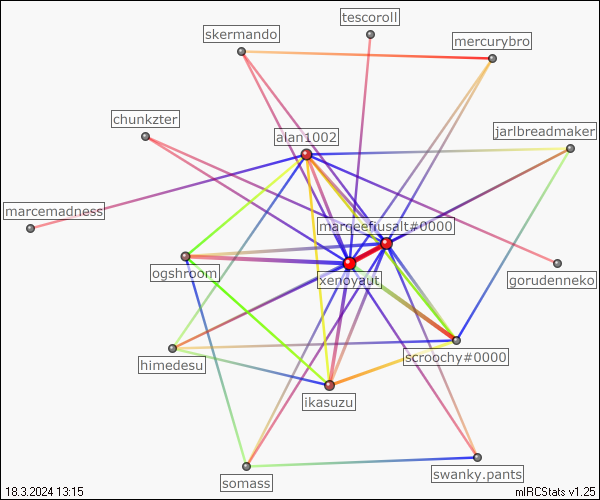 tescoroll
skermando
mercurybro
chunkzter
alan1002
jarlbreadmaker
marcemadness
margeefiusalt#0000
ogshroom
xenoyaut
gorudenneko
himedesu
scroochy#0000
ikasuzu
somass
swanky.pants
18.3.2024 13:15
mIRCStats v1.25